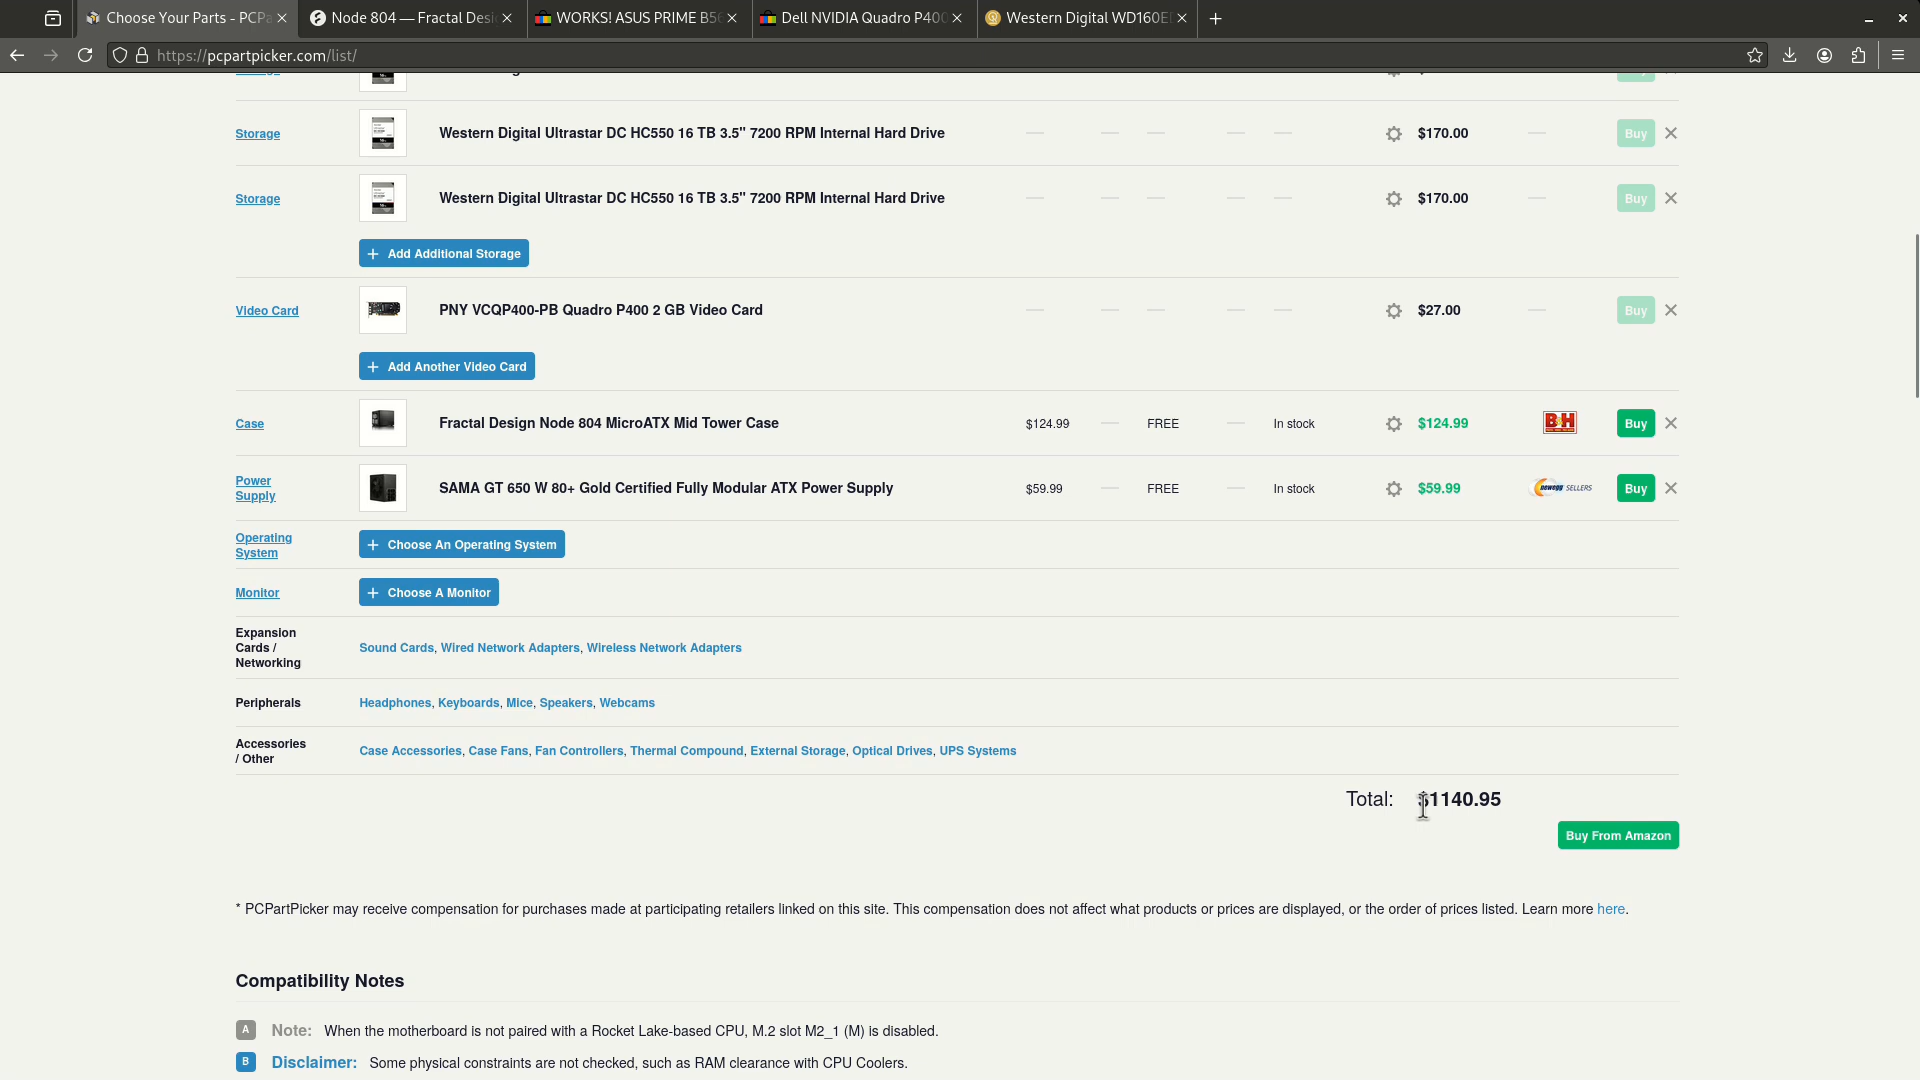 Choose Your Parts - PCPa
Node 804 — Fractal Desi
WORKS! ASUS PRIME B56
Dell NVIDIA Quadro P400
Western Digital WD160E
https://pcpartpicker.com/list/
Storage Western Digital Ultrastar DC HC550 16 TB 3.5" 7200 RPM Internal Hard Drive $170.00 Buy
Storage Western Digital Ultrastar DC HC550 16 TB 3.5" 7200 RPM Internal Hard Drive $170.00 Buy
+ Add Additional Storage
Video Card PNY VCQP400-PB Quadro P400 2 GB Video Card $27.00 Buy
+ Add Another Video Card
Case Fractal Design Node 804 MicroATX Mid Tower Case $124.99 — FREE — In stock $124.99 B&H Buy
Power Supply SAMA GT 650 W 80+ Gold Certified Fully Modular ATX Power Supply $59.99 — FREE — In stock $59.99 newegg SELLERS Buy
Operating System + Choose An Operating System
Monitor + Choose A Monitor
Expansion Cards / Networking Sound Cards, Wired Network Adapters, Wireless Network Adapters
Peripherals Headphones, Keyboards, Mice, Speakers, Webcams
Accessories / Other Case Accessories, Case Fans, Fan Controllers, Thermal Compound, External Storage, Optical Drives, UPS Systems
Total: $1140.95
Buy From Amazon
* PCPartPicker may receive compensation for purchases made at participating retailers linked on this site. This compensation does not affect what products or prices are displayed, or the order of prices listed. Learn more here.
Compatibility Notes
A Note: When the motherboard is not paired with a Rocket Lake-based CPU, M.2 slot M2_1 (M) is disabled.
B Disclaimer: Some physical constraints are not checked, such as RAM clearance with CPU Coolers.